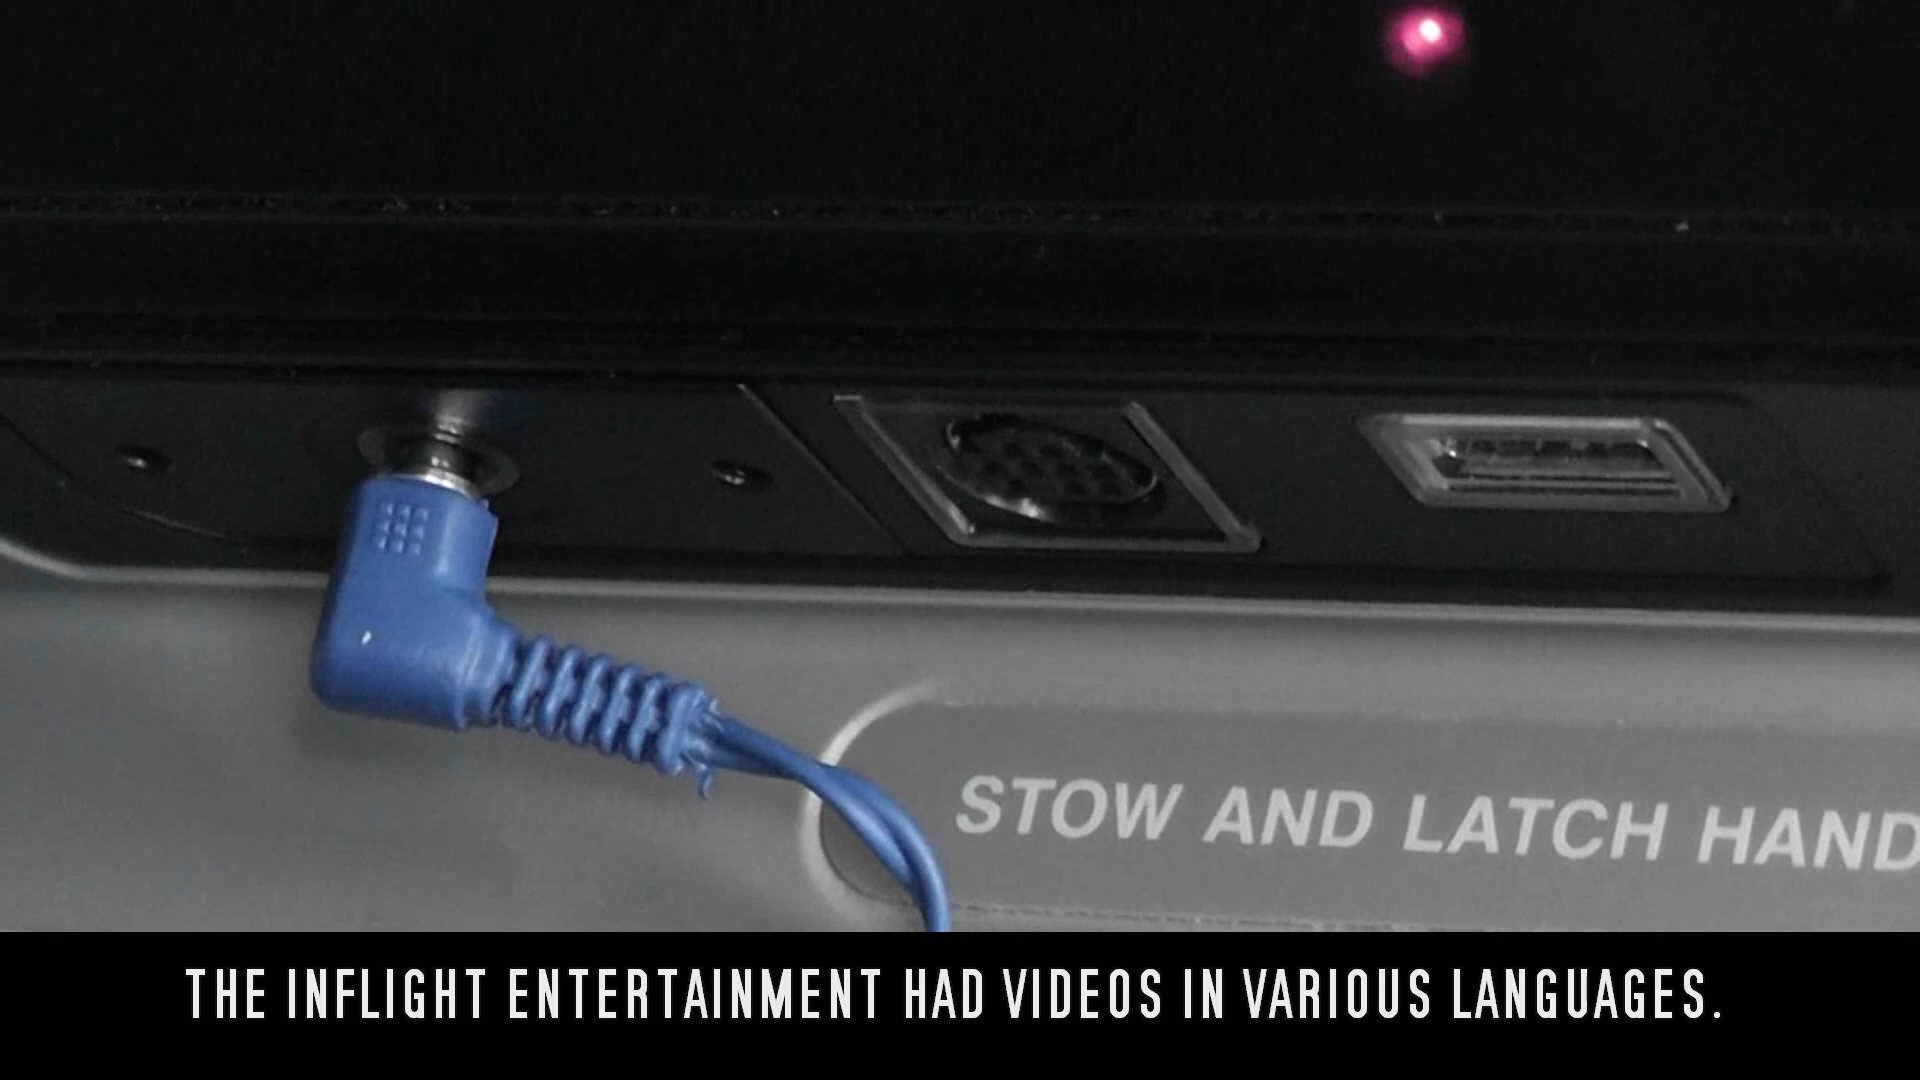 STOW AND LATCH HAND
THE INFLIGHT ENTERTAINMENT HAD VIDEOS IN VARIOUS LANGUAGES.